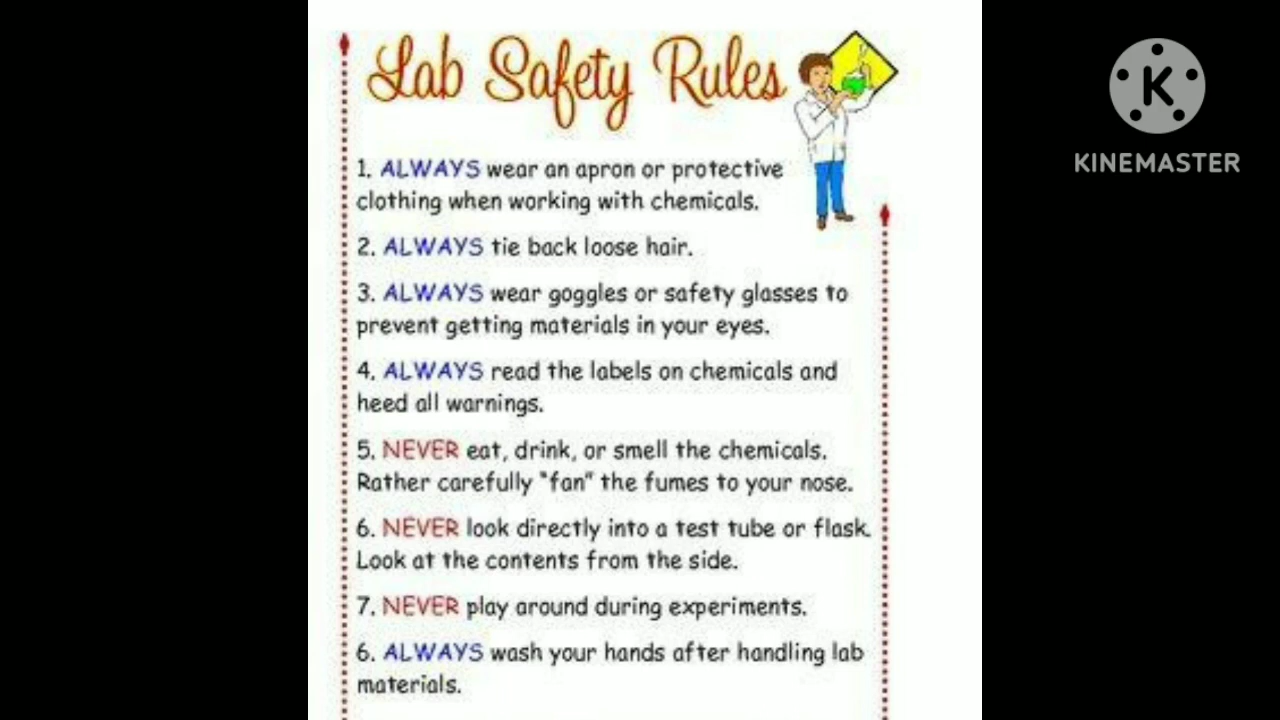 Lab Safety Rules
K
KINEMASTER
1. ALWAYS wear an apron or protective
clothing when working with chemicals.
2. ALWAYS tie back loose hair.
3. ALWAYS wear goggles or safety glasses to
prevent getting materials in your eyes.
4. ALWAYS read the labels on chemicals and
heed all warnings.
5. NEVER eat, drink, or smell the chemicals.
Rather carefully “fan” the fumes to your nose.
6. NEVER look directly into a test tube or flask.
Look at the contents from the side.
7. NEVER play around during experiments.
6. ALWAYS wash your hands after handling lab
materials.